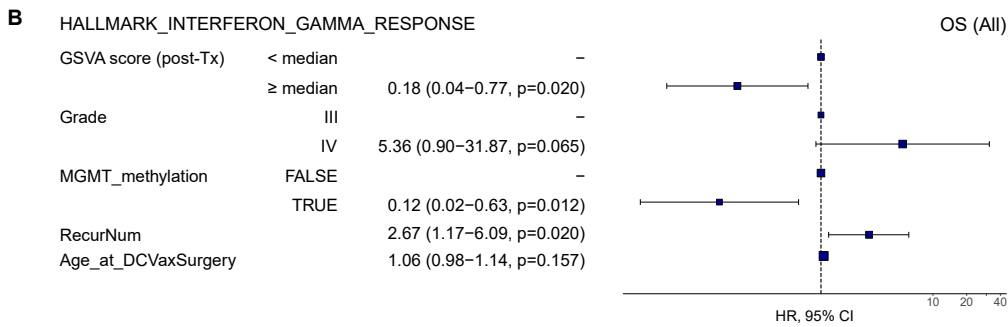 B
HALLMARK_INTERFERON_GAMMA_RESPONSE OS (All)
GSVA score (post-Tx) < median −
≥ median 0.18 (0.04−0.77, p=0.020)
Grade III −
IV 5.36 (0.90−31.87, p=0.065)
MGMT_methylation FALSE −
TRUE 0.12 (0.02−0.63, p=0.012)
RecurNum 2.67 (1.17−6.09, p=0.020)
Age_at_DCVaxSurgery 1.06 (0.98−1.14, p=0.157)
10 20 40
HR, 95% CI